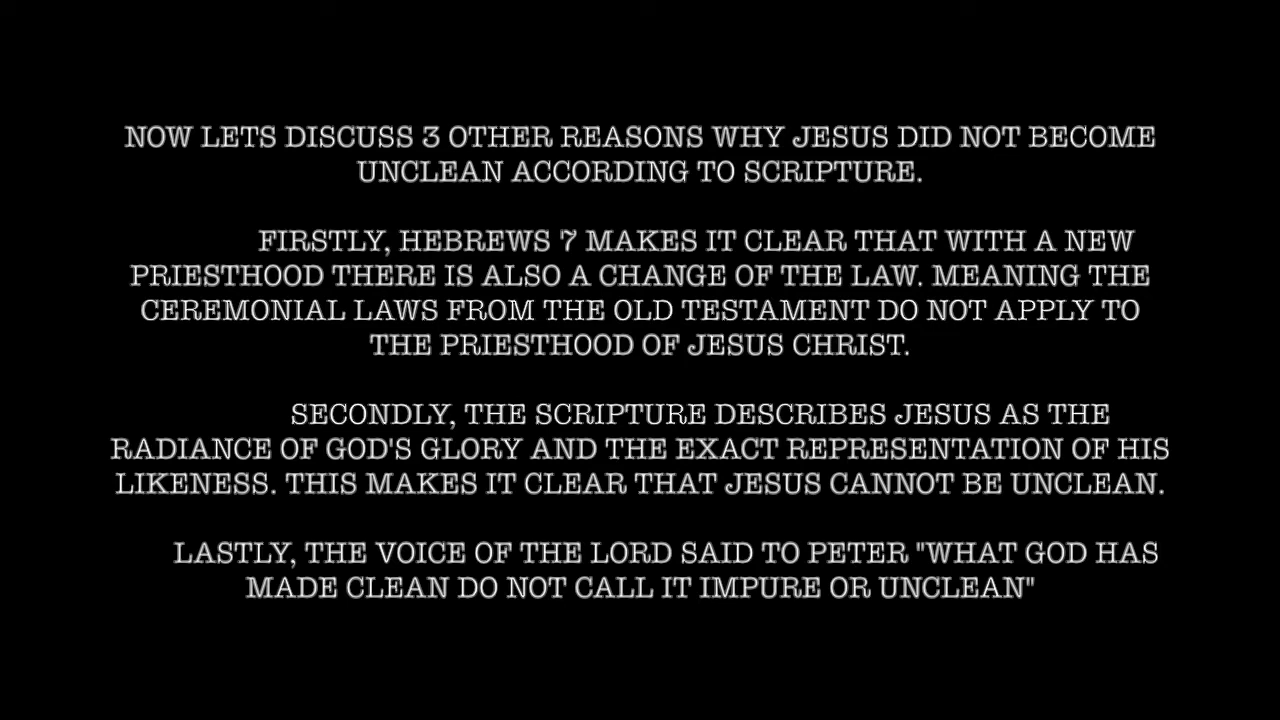 NOW LETS DISCUSS 3 OTHER REASONS WHY JESUS DID NOT BECOME
UNCLEAN ACCORDING TO SCRIPTURE.
FIRSTLY, HEBREWS 7 MAKES IT CLEAR THAT WITH A NEW
PRIESTHOOD THERE IS ALSO A CHANGE OF THE LAW. MEANING THE
CEREMONIAL LAWS FROM THE OLD TESTAMENT DO NOT APPLY TO
THE PRIESTHOOD OF JESUS CHRIST.
SECONDLY, THE SCRIPTURE DESCRIBES JESUS AS THE
RADIANCE OF GOD'S GLORY AND THE EXACT REPRESENTATION OF HIS
LIKENESS. THIS MAKES IT CLEAR THAT JESUS CANNOT BE UNCLEAN.
LASTLY, THE VOICE OF THE LORD SAID TO PETER "WHAT GOD HAS
MADE CLEAN DO NOT CALL IT IMPURE OR UNCLEAN"